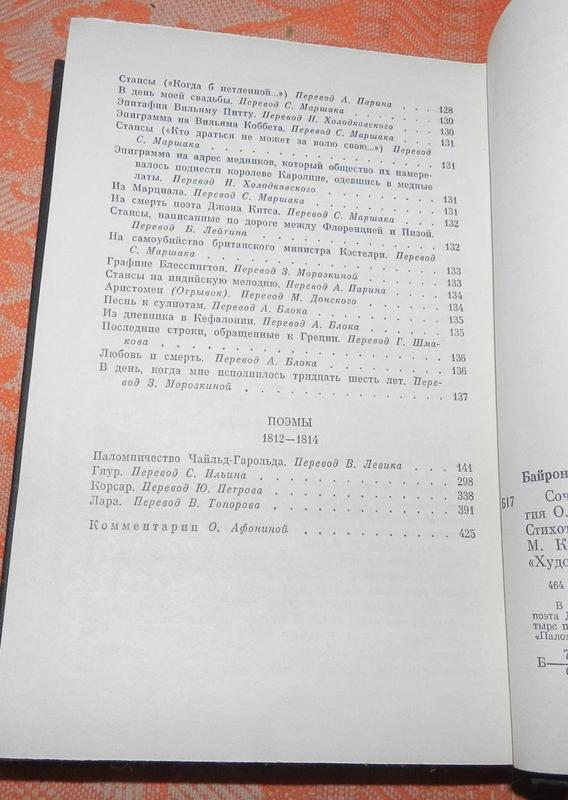 Стансы («Когда б нетленной...») Перевод А. Парина . . . 128
В день моей свадьбы. Перевод С. Маршака . . . . 130
Эпитафия Вильяму Питту. Перевод Н. Холодковского . . 130
Эпиграмма на Вильяма Коббета. Перевод С. Маршака . . 131
Стансы («Кто драться не может за волю свою...») Перевод
С. Маршака . . . . . . . . . . . . . 131
Эпиграмма на адрес медников, который общество их намере-
валось поднести королеве Каролине, одевшись в медные
латы. Перевод Н. Холодковского . . . . . . . 131
Из Марциала. Перевод С. Маршака . . . . . . . 131
На смерть поэта Джона Китса. Перевод С. Маршака . . 132
Стансы, написанные по дороге между Флоренцией и Пизой.
Перевод Б. Лейтина . . . . . . . . . . . 132
На самоубийство британского министра Кэстелри. Перевод
С. Маршака . . . . . . . . . . . . . 133
Графине Блессингтон. Перевод З. Морозкиной . . . . 133
Стансы на индийскую мелодию. Перевод А. Парина . . . 134
Аристомен (Отрывок). Перевод М. Донского . . . . . 134
Песнь к сулиотам. Перевод А. Блока . . . . . . . 135
Из дневника в Кефалонии. Перевод А. Блока . . . . . 135
Последние строки, обращенные к Греции. Перевод Г. Шма-
кова . . . . . . . . . . . . . . . 136
Любовь и смерть. Перевод А. Блока . . . . . . . 136
В день, когда мне исполнилось тридцать шесть лет. Пере-
вод З. Морозкиной . . . . . . . . . . . 137
ПОЭМЫ
1812—1814
Паломничество Чайльд-Гарольда. Перевод В. Левика . . . 141
Гяур. Перевод С. Ильина . . . . . . . . . . 298
Корсар. Перевод Ю. Петрова . . . . . . . . . 338
Лара. Перевод В. Топорова . . . . . . . . . 391
Комментарии О. Афониной . . . . . . . . . 425
Байрон
617
Соч
гия О.
Стихот
М. К
«Худо
464
В
поэта Д
тыре п
«Палом
7
Б—
6